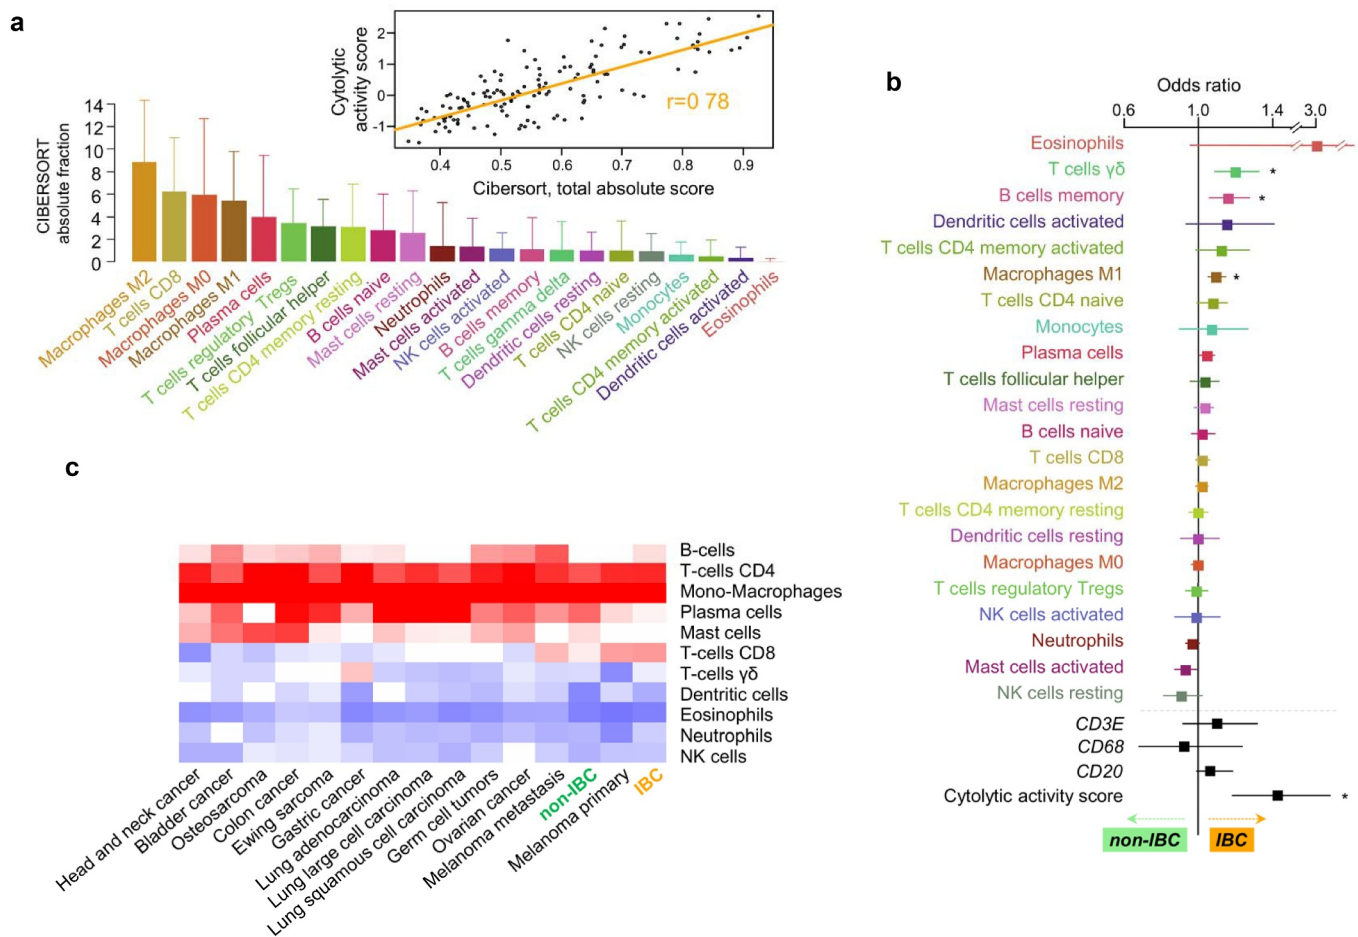 a
CIBERSORT
absolute fraction
14
12
10
8
6
4
2
0
Macrophages M2
T cells CD8
Macrophages M0
Macrophages M1
Plasma cells
T cells regulatory Tregs
T cells follicular helper
T cells CD4 memory resting
B cells naive
Mast cells resting
Neutrophils
Mast cells activated
NK cells activated
B cells memory
T cells gamma delta
Dendritic cells resting
T cells CD4 naive
NK cells resting
Monocytes
T cells CD4 memory activated
Dendritic cells activated
Eosinophils
Cytolytic
activity score
2
1
0
-1
r=0 78
0.4 0.5 0.6 0.7 0.8 0.9
Cibersort, total absolute score
b
Odds ratio
0.6 1.0 1.4 3.0
Eosinophils
T cells γδ *
B cells memory *
Dendritic cells activated
T cells CD4 memory activated
Macrophages M1 *
T cells CD4 naive
Monocytes
Plasma cells
T cells follicular helper
Mast cells resting
B cells naive
T cells CD8
Macrophages M2
T cells CD4 memory resting
Dendritic cells resting
Macrophages M0
T cells regulatory Tregs
NK cells activated
Neutrophils
Mast cells activated
NK cells resting
CD3E
CD68
CD20
Cytolytic activity score *
non-IBC IBC
c
B-cells
T-cells CD4
Mono-Macrophages
Plasma cells
Mast cells
T-cells CD8
T-cells γδ
Dentritic cells
Eosinophils
Neutrophils
NK cells
Head and neck cancer
Bladder cancer
Osteosarcoma
Colon cancer
Ewing sarcoma
Gastric cancer
Lung adenocarcinoma
Lung large cell carcinoma
Lung squamous cell carcinoma
Germ cell tumors
Ovarian cancer
Melanoma metastasis
non-IBC
Melanoma primary
IBC